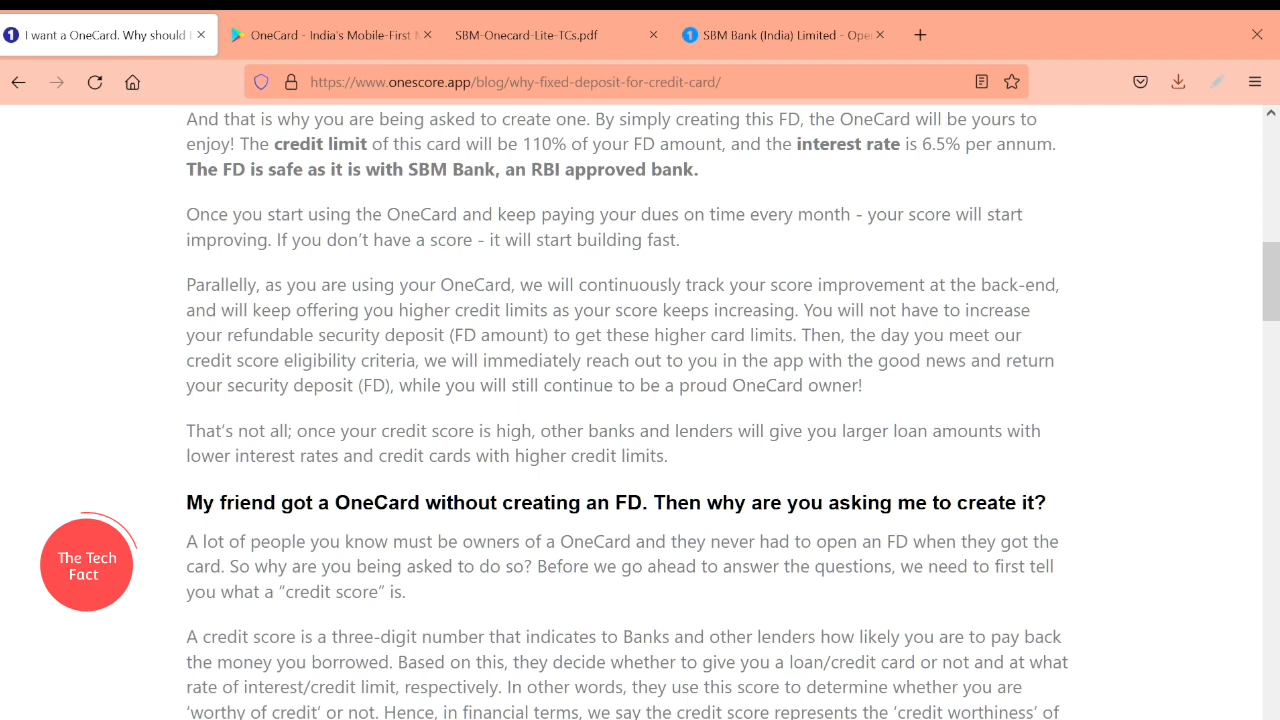 I want a OneCard. Why should I
OneCard - India's Mobile-First M
SBM-Onecard-Lite-TCs.pdf
SBM Bank (India) Limited - Ope
https://www.onescore.app/blog/why-fixed-deposit-for-credit-card/
And that is why you are being asked to create one. By simply creating this FD, the OneCard will be yours to
enjoy! The credit limit of this card will be 110% of your FD amount, and the interest rate is 6.5% per annum.
The FD is safe as it is with SBM Bank, an RBI approved bank.
Once you start using the OneCard and keep paying your dues on time every month - your score will start
improving. If you don’t have a score - it will start building fast.
Parallelly, as you are using your OneCard, we will continuously track your score improvement at the back-end,
and will keep offering you higher credit limits as your score keeps increasing. You will not have to increase
your refundable security deposit (FD amount) to get these higher card limits. Then, the day you meet our
credit score eligibility criteria, we will immediately reach out to you in the app with the good news and return
your security deposit (FD), while you will still continue to be a proud OneCard owner!
That’s not all; once your credit score is high, other banks and lenders will give you larger loan amounts with
lower interest rates and credit cards with higher credit limits.
My friend got a OneCard without creating an FD. Then why are you asking me to create it?
A lot of people you know must be owners of a OneCard and they never had to open an FD when they got the
card. So why are you being asked to do so? Before we go ahead to answer the questions, we need to first tell
you what a “credit score” is.
The Tech
Fact
A credit score is a three-digit number that indicates to Banks and other lenders how likely you are to pay back
the money you borrowed. Based on this, they decide whether to give you a loan/credit card or not and at what
rate of interest/credit limit, respectively. In other words, they use this score to determine whether you are
‘worthy of credit’ or not. Hence, in financial terms, we say the credit score represents the ‘credit worthiness’ of